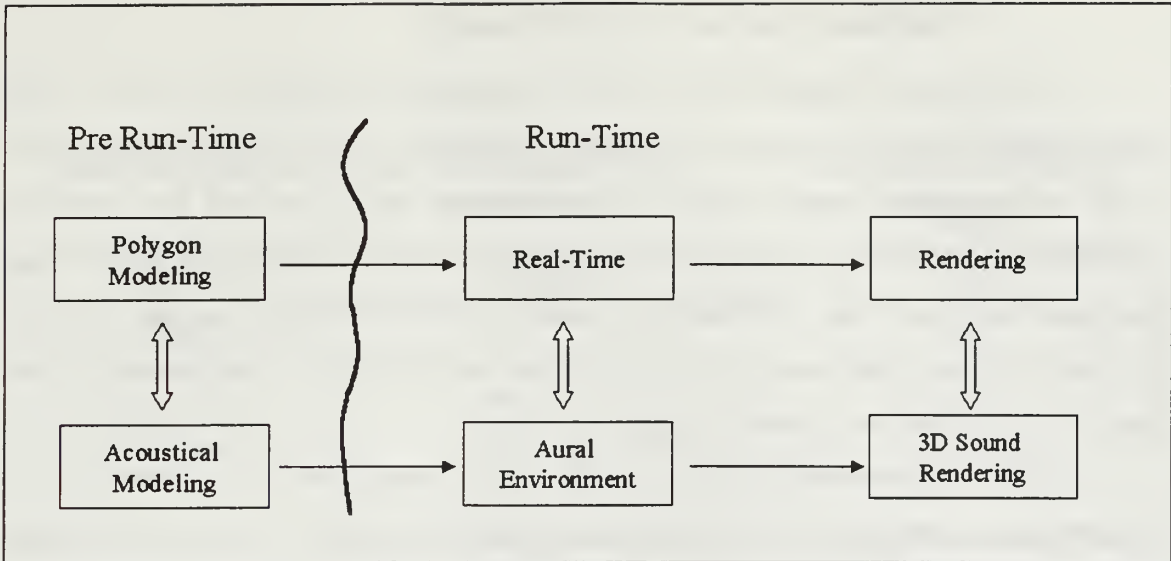 Pre Run-Time
Run-Time
Polygon
Modeling
Real-Time
Rendering
Acoustical
Modeling
Aural
Environment
3D Sound
Rendering